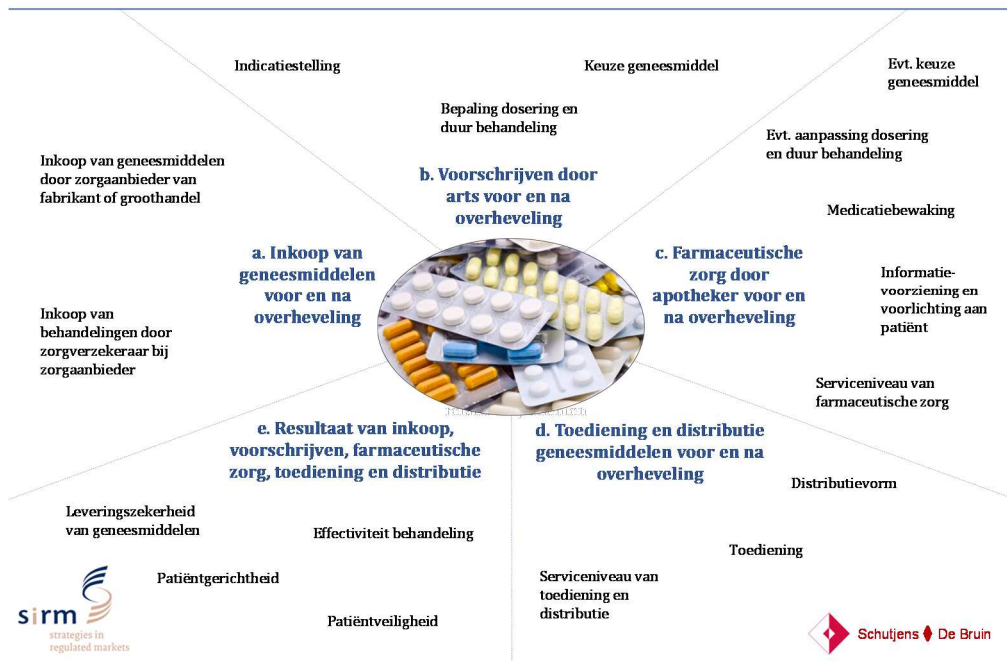 Indicatiestelling
Keuze geneesmiddel
Evt. keuze
geneesmiddel
Bepaling dosering en
duur behandeling
Evt. aanpassing dosering
en duur behandeling
Inkoop van geneesmiddelen
door zorgaanbieder van
fabrikant of groothandel
b. Voorschrijven door
arts voor en na
overheveling
Medicatiebewaking
a. Inkoop van
geneesmiddelen
voor en na
overheveling
c. Farmaceutische
zorg door
apotheker voor en
na overheveling
Informatie-
voorziening en
voorlichting aan
patiënt
Inkoop van
behandelingen door
zorgverzekeraar bij
zorgaanbieder
Serviceniveau van
farmaceutische zorg
e. Resultaat van inkoop,
voorschrijven, farmaceutische
zorg, toediening en distributie
d. Toediening en distributie
geneesmiddelen voor en na
overheveling
Distributievorm
Leveringszekerheid
van geneesmiddelen
Effectiviteit behandeling
Toediening
Patiëntgerichtheid
Serviceniveau van
toediening en
distributie
Patiëntveiligheid
sirm
strategies in
regulated markets
Schutjens De Bruin